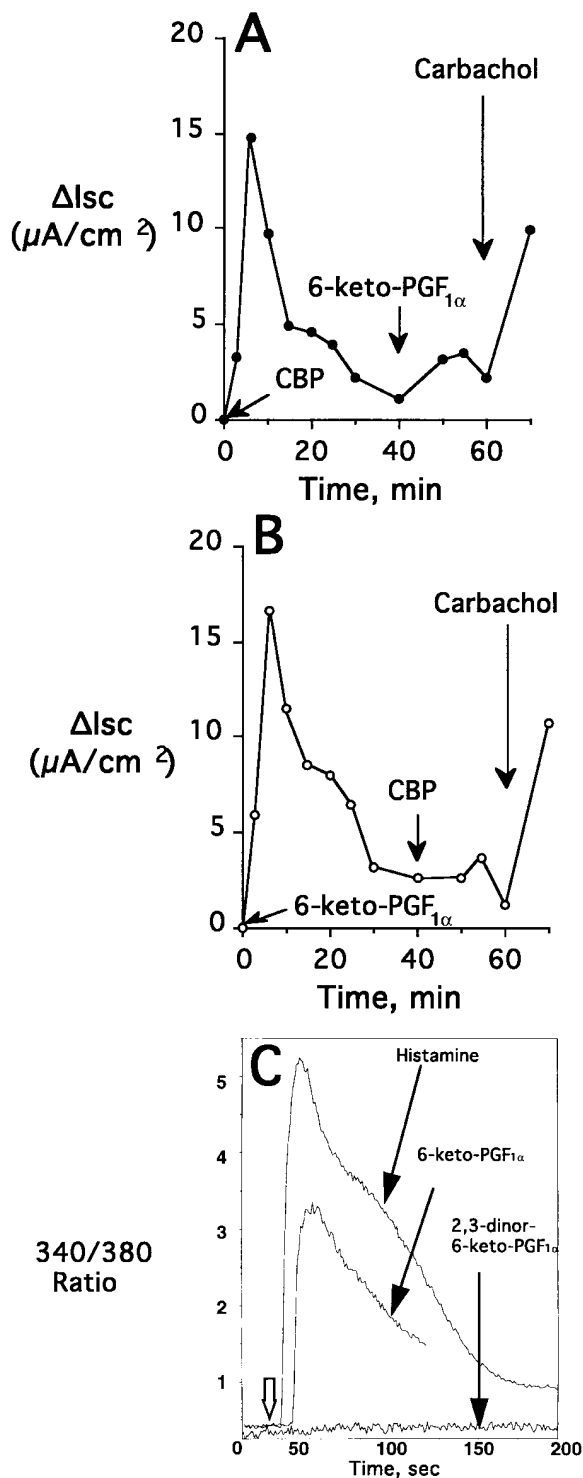 A
20
15
10
5
0
ΔIsc
(µA/cm 2)
Carbachol
6-keto-PGF1α
CBP
0 20 40 60
Time, min
B
20
15
10
5
0
ΔIsc
(µA/cm 2)
Carbachol
CBP
6-keto-PGF1α
0 20 40 60
Time, min
C
5
4
3
2
1
340/380
Ratio
Histamine
6-keto-PGF1α
2,3-dinor-
6-keto-PGF1α
0 50 100 150 200
Time, sec